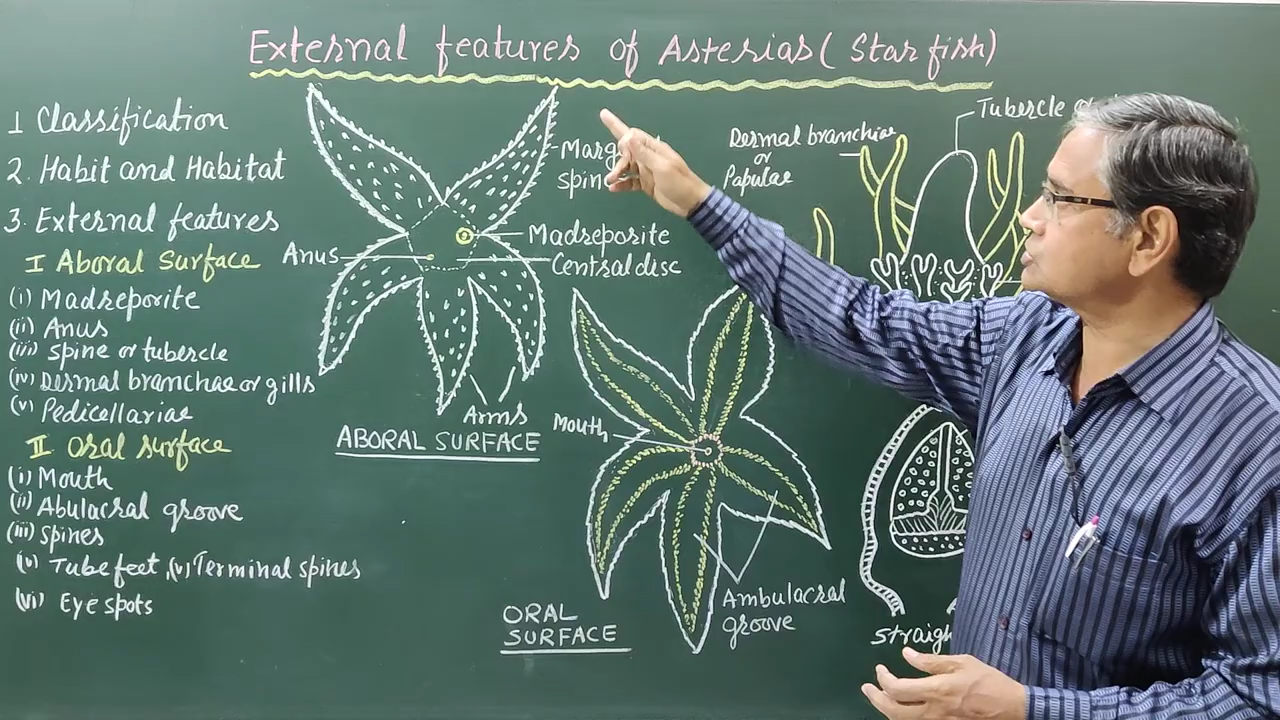 External features of Asterias (Star fish)
1 Classification
2. Habit and Habitat
3. External features
I Aboral Surface
(i) Madreporite
(ii) Anus
(iii) Spine or tubercle
(iv) Dermal branchae or gills
(v) Pedicellariae
II Oral surface
(i) Mouth
(ii) Abulacral groove
(iii) Spines
(iv) Tube feet, (v) Terminal spines
(vi) Eye spots
Anus
Madreporite
Central disc
Arms
ABORAL SURFACE
Mouth
Ambulacral
groove
ORAL
SURFACE
Dermal branchiae
or
Papulae
Tubercle